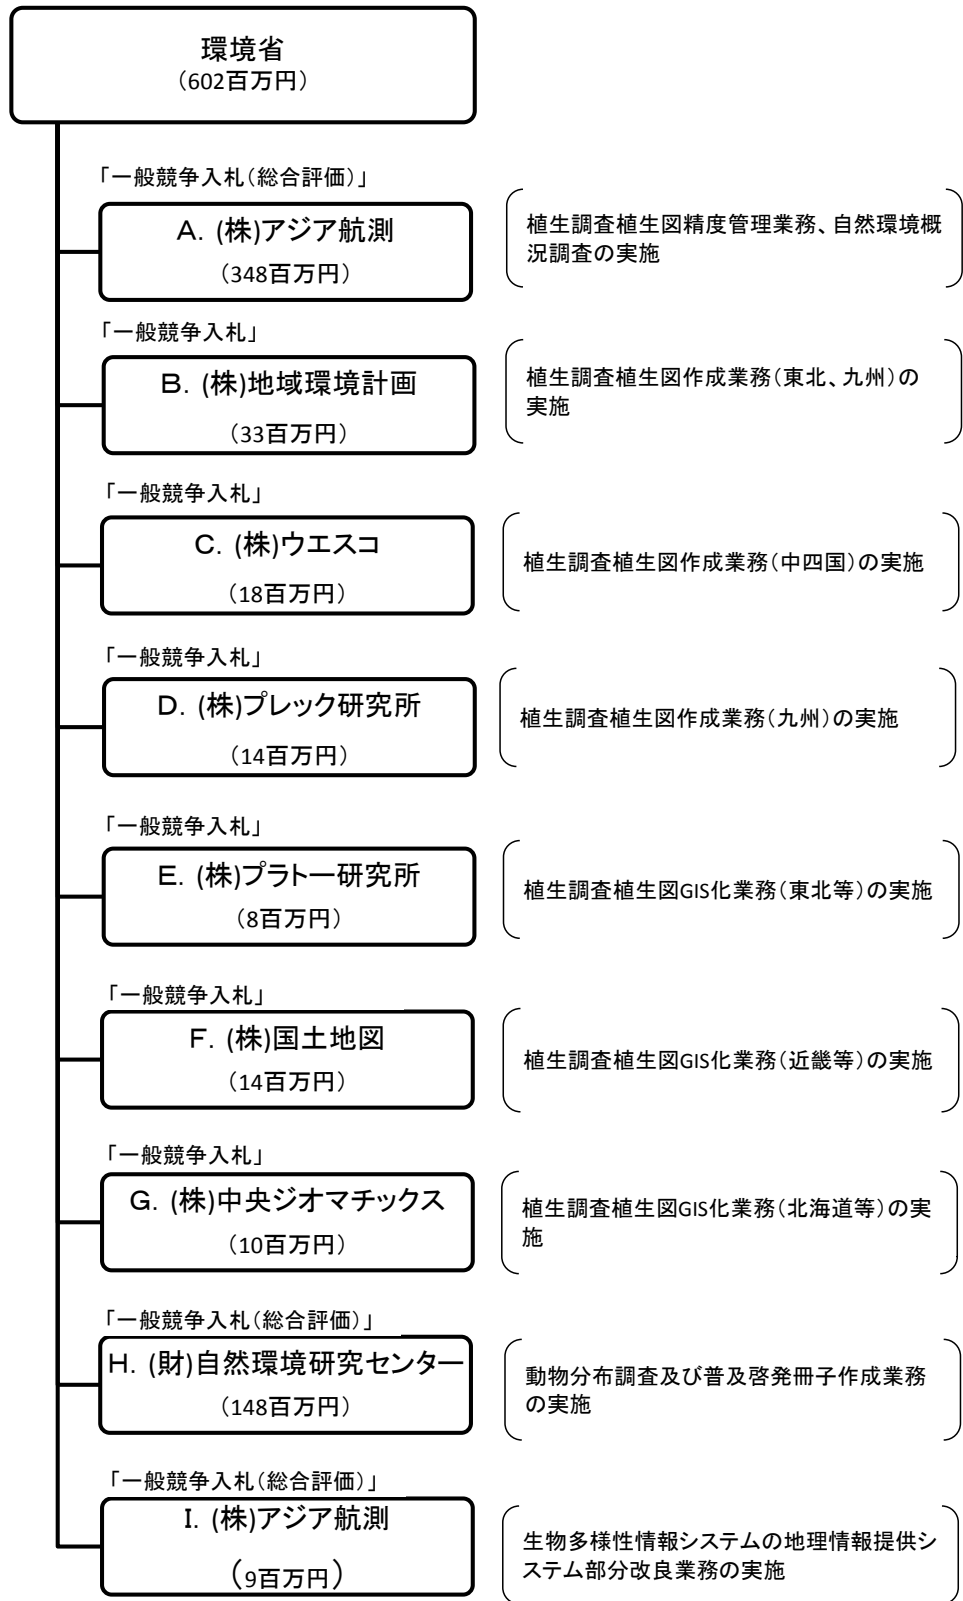 環境省
（602百万円）
「一般競争入札（総合評価）」
A. (株)アジア航測
（348百万円）
植生調査植生図精度管理業務、自然環境概
況調査の実施
「一般競争入札」
B. (株)地域環境計画
（33百万円）
植生調査植生図作成業務（東北、九州）の
実施
「一般競争入札」
C. (株)ウエスコ
（18百万円）
植生調査植生図作成業務（中四国）の実施
「一般競争入札」
D. (株)プレック研究所
（14百万円）
植生調査植生図作成業務（九州）の実施
「一般競争入札」
E. (株)プラトー研究所
（8百万円）
植生調査植生図GIS化業務（東北等）の実施
「一般競争入札」
F. (株)国土地図
（14百万円）
植生調査植生図GIS化業務（近畿等）の実施
「一般競争入札」
G. (株)中央ジオマチックス
（10百万円）
植生調査植生図GIS化業務（北海道等）の実
施
「一般競争入札（総合評価）」
H. (財)自然環境研究センター
（148百万円）
動物分布調査及び普及啓発冊子作成業務
の実施
「一般競争入札（総合評価）」
I. (株)アジア航測
（9百万円）
生物多様性情報システムの地理情報提供シ
ステム部分改良業務の実施